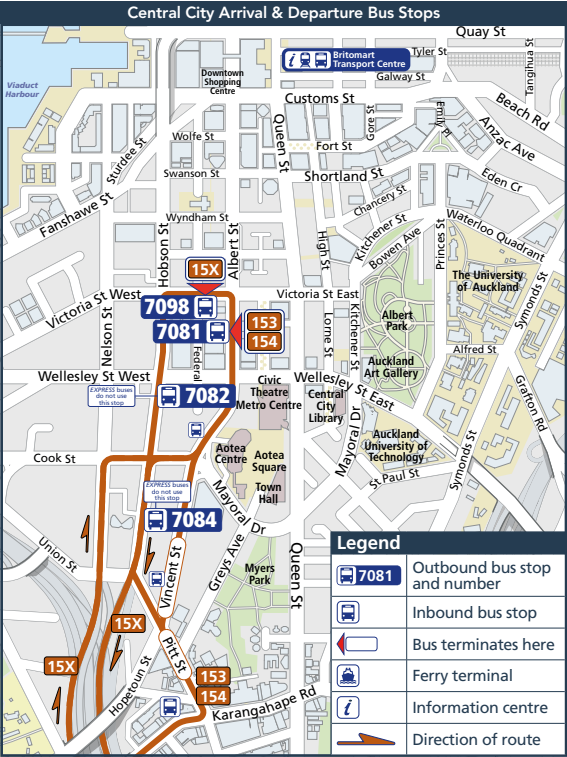 Central City Arrival & Departure Bus Stops
Quay St
Viaduct
Harbour
Downtown
Shopping
Centre
i
Britomart
Transport Centre
Tyler St
Galway St
Tangihua St
Customs St
Gore St
Emily Pl
Beach Rd
Anzac Ave
Sturdee St
Wolfe St
Queen St
Fort St
Swanson St
Shortland St
Eden Cr
Fanshawe St
Chancery St
Wyndham St
Hobson St
Albert St
High St
Kitchener St
Bowen Ave
Princes St
Waterloo Quadrant
15X
The University
of Auckland
Symonds St
Victoria St West
Victoria St East
7098
7081
153
154
Nelson St
Federal
Lorne St
Kitchener St
Albert
Park
Alfred St
Auckland
Art Gallery
Wellesley St West
Wellesley St East
EXPRESS buses
do not use
this stop
7082
Civic
Theatre
Metro Centre
Central
City
Library
Grafton Rd
Mayoral Dr
Auckland
University of
Technology
Symonds St
St Paul St
Cook St
Aotea
Centre
Aotea
Square
Town
Hall
EXPRESS buses
do not use
this stop
7084
Mayoral Dr
Union St
Vincent St
Greys Ave
Queen St
Myers
Park
15X
15X
Pitt St
Hopetoun St
153
154
Karangahape Rd
Legend
7081
Outbound bus stop
and number
Inbound bus stop
Bus terminates here
Ferry terminal
i
Information centre
Direction of route